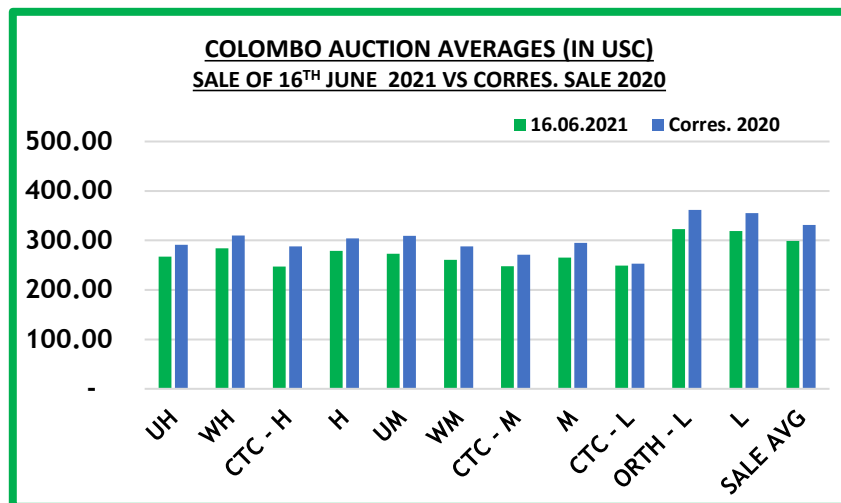 COLOMBO AUCTION AVERAGES (IN USC)
SALE OF 16TH JUNE 2021 VS CORRES. SALE 2020
16.06.2021 Corres. 2020
500.00
400.00
300.00
200.00
100.00
-
UH WH CTC - H H UM WM CTC - M M CTC - L ORTH - L L SALE AVG